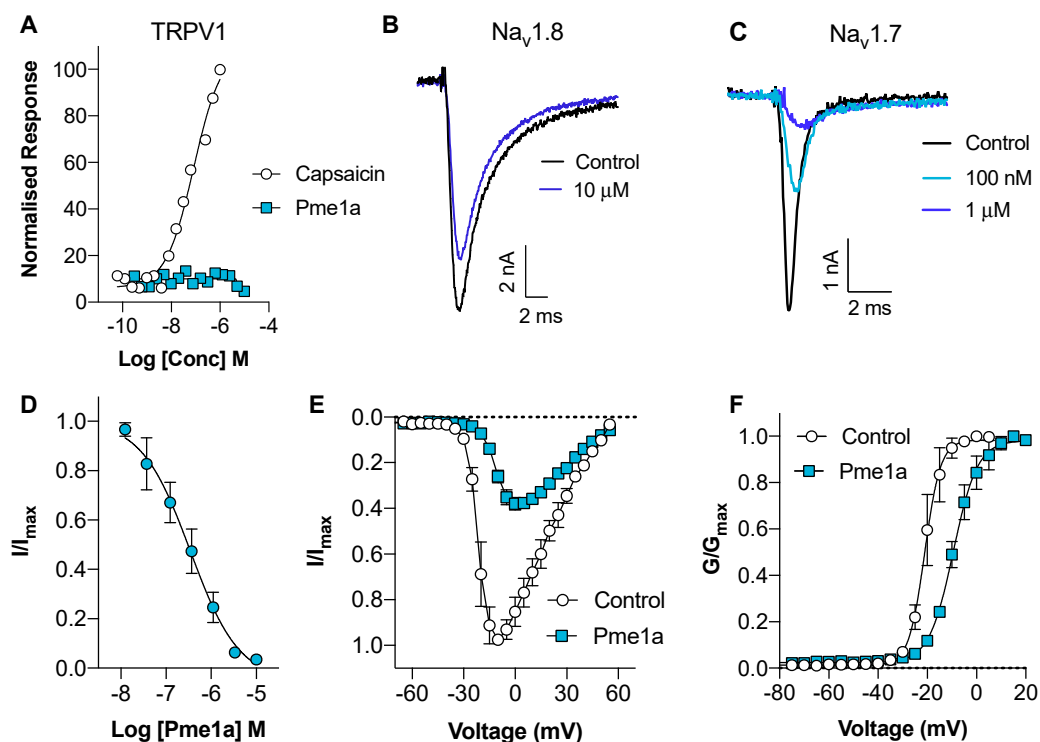 A
TRPV1
Normalised Response
100
80
60
40
20
0
-10
-8
-6
-4
Log [Conc] M
Capsaicin
Pme1a
B
Nav1.8
Control
10 μM
2 nA
2 ms
C
Nav1.7
Control
100 nM
1 μM
1 nA
2 ms
D
I/Imax
1.0
0.8
0.6
0.4
0.2
0.0
-8
-7
-6
-5
Log [Pme1a] M
E
I/Imax
0.0
0.2
0.4
0.6
0.8
1.0
-60
-30
0
30
60
Voltage (mV)
Control
Pme1a
F
G/Gmax
1.0
0.8
0.6
0.4
0.2
0.0
-80
-60
-40
-20
0
20
Voltage (mV)
Control
Pme1a